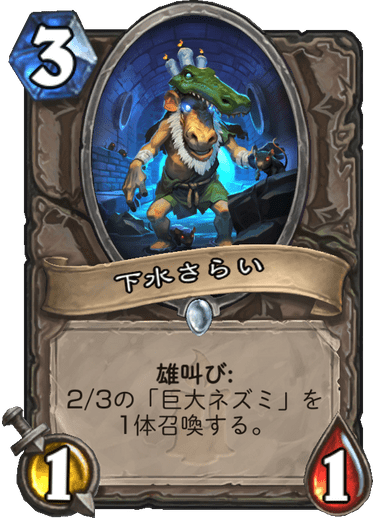 3
下水さらい
雄叫び:
2/3の「巨大ネズミ」を
1体召喚する。
1
1